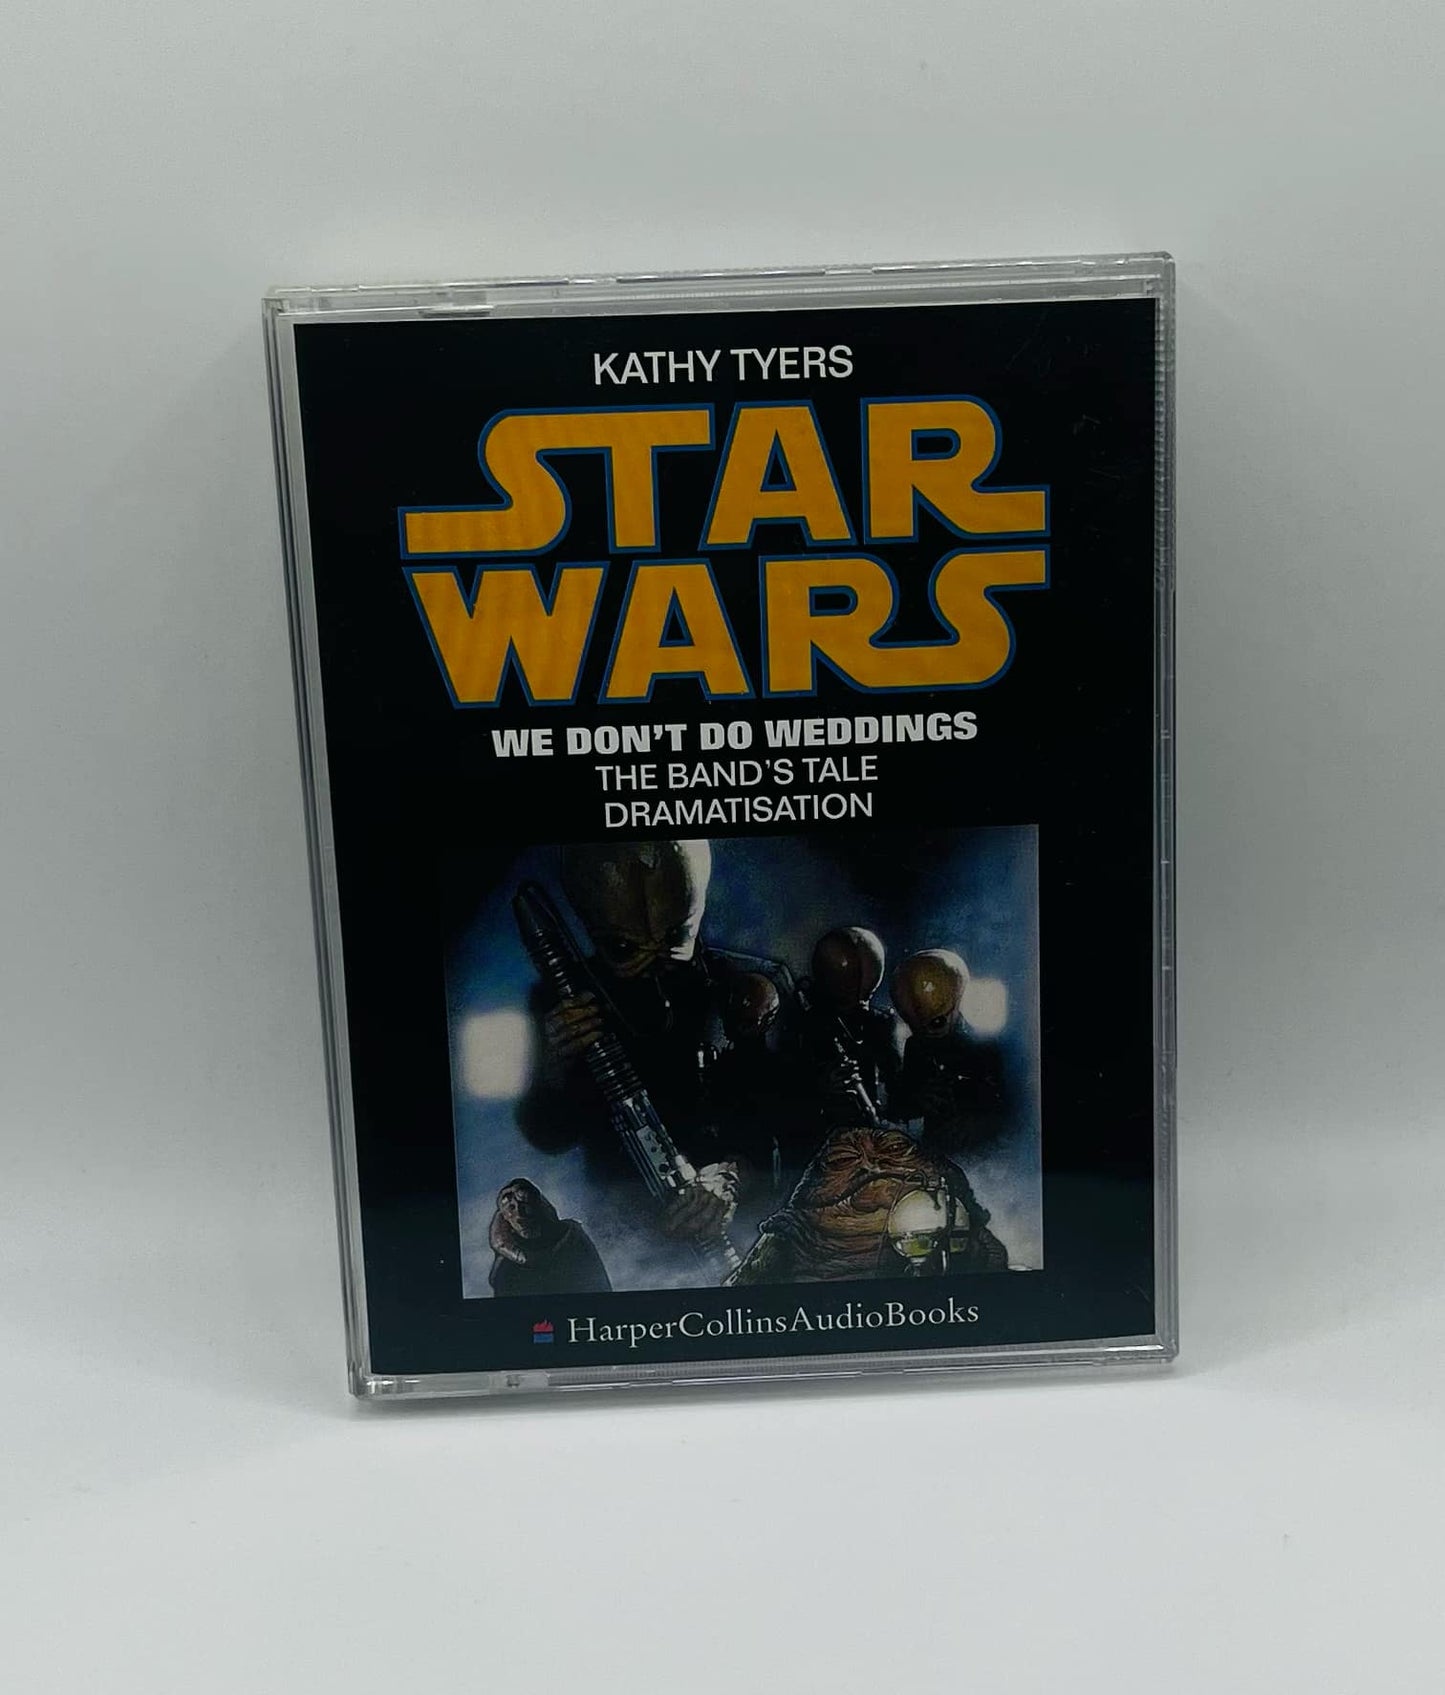 KATHY TYERS
STAR
WARS
WE DON'T DO WEDDINGS
THE BAND'S TALE
DRAMATISATION
HarperCollinsAudioBooks